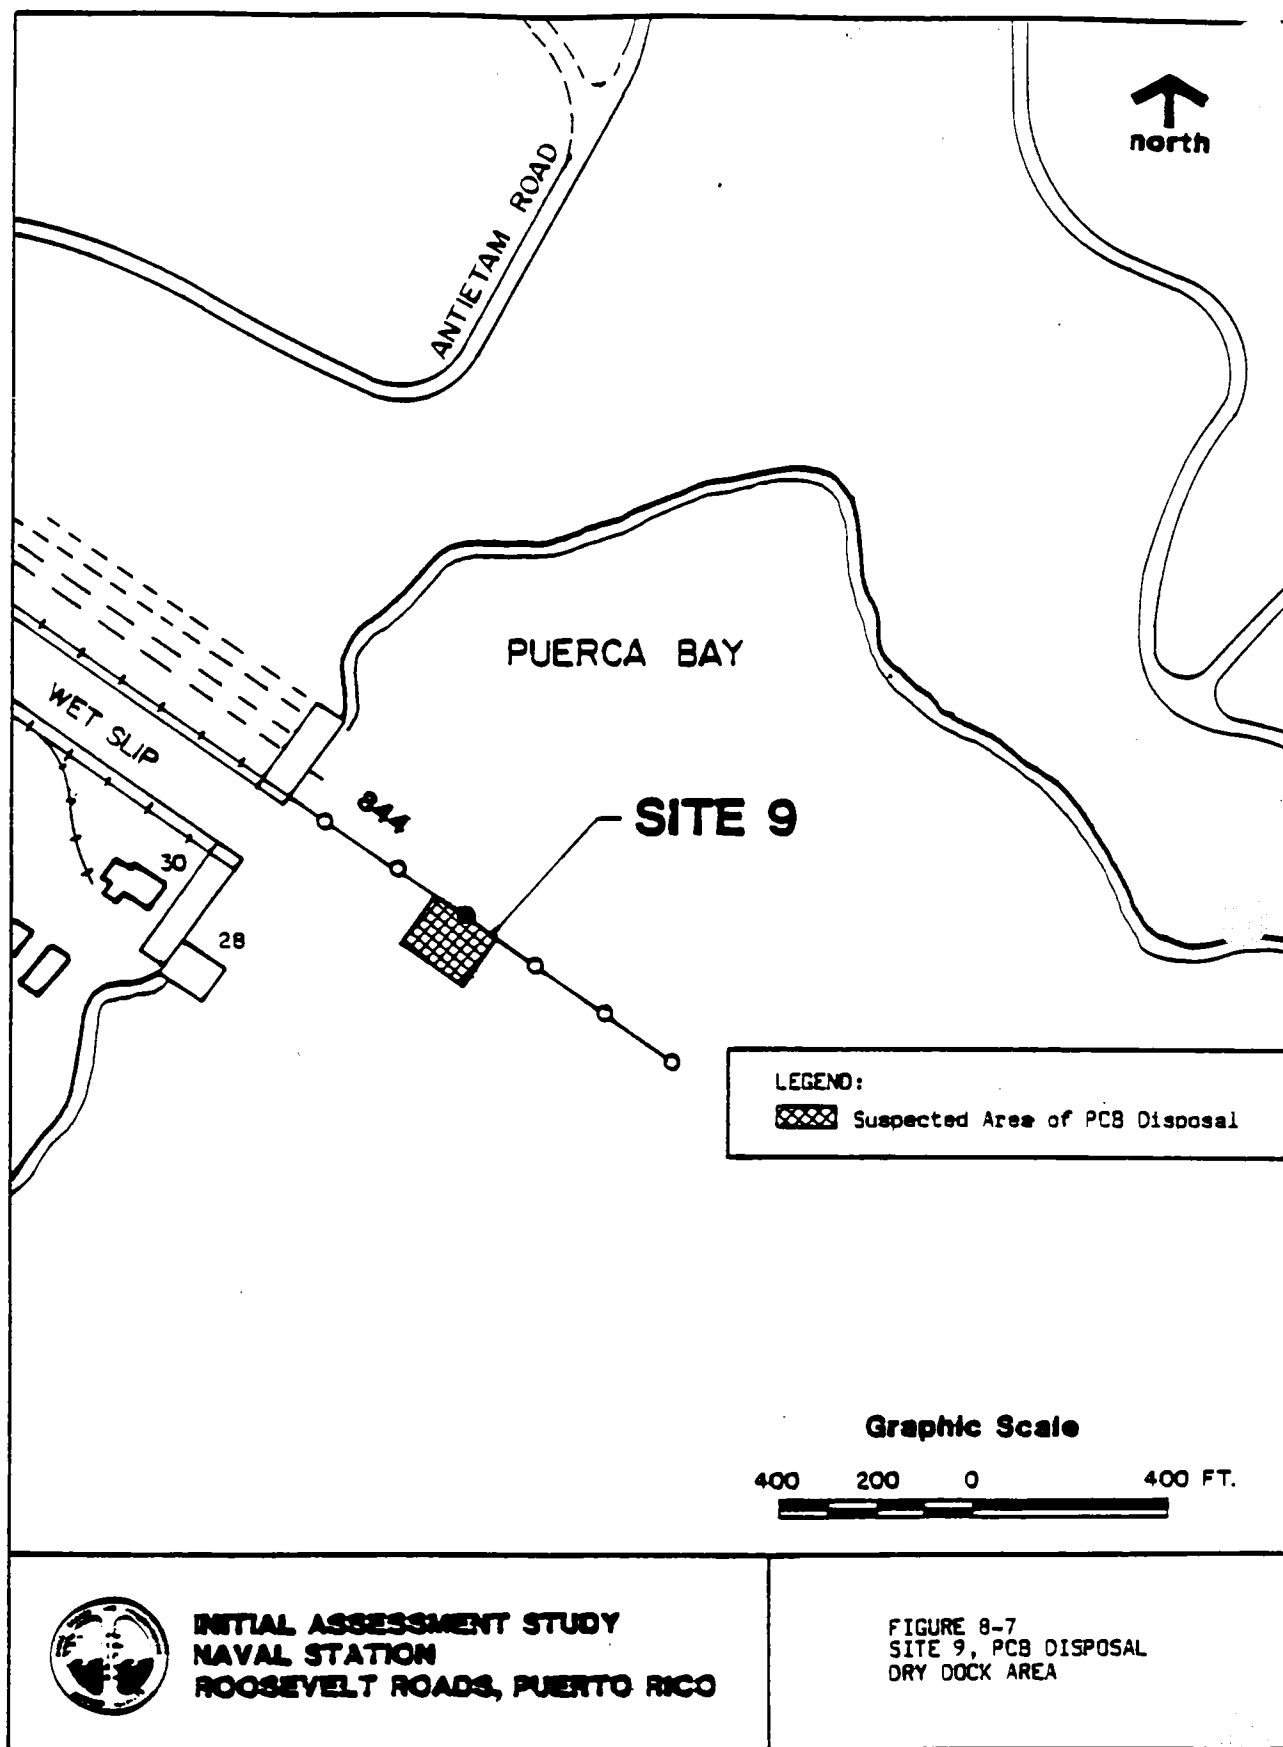 north
ANTIETAM ROAD
PUERCA BAY
WET SLIP
844
SITE 9
30
28
LEGEND:
Suspected Area of PCB Disposal
Graphic Scale
400 200 0 400 FT.
INITIAL ASSESSMENT STUDY
NAVAL STATION
ROOSEVELT ROADS, PUERTO RICO
FIGURE 8-7
SITE 9, PCB DISPOSAL
DRY DOCK AREA